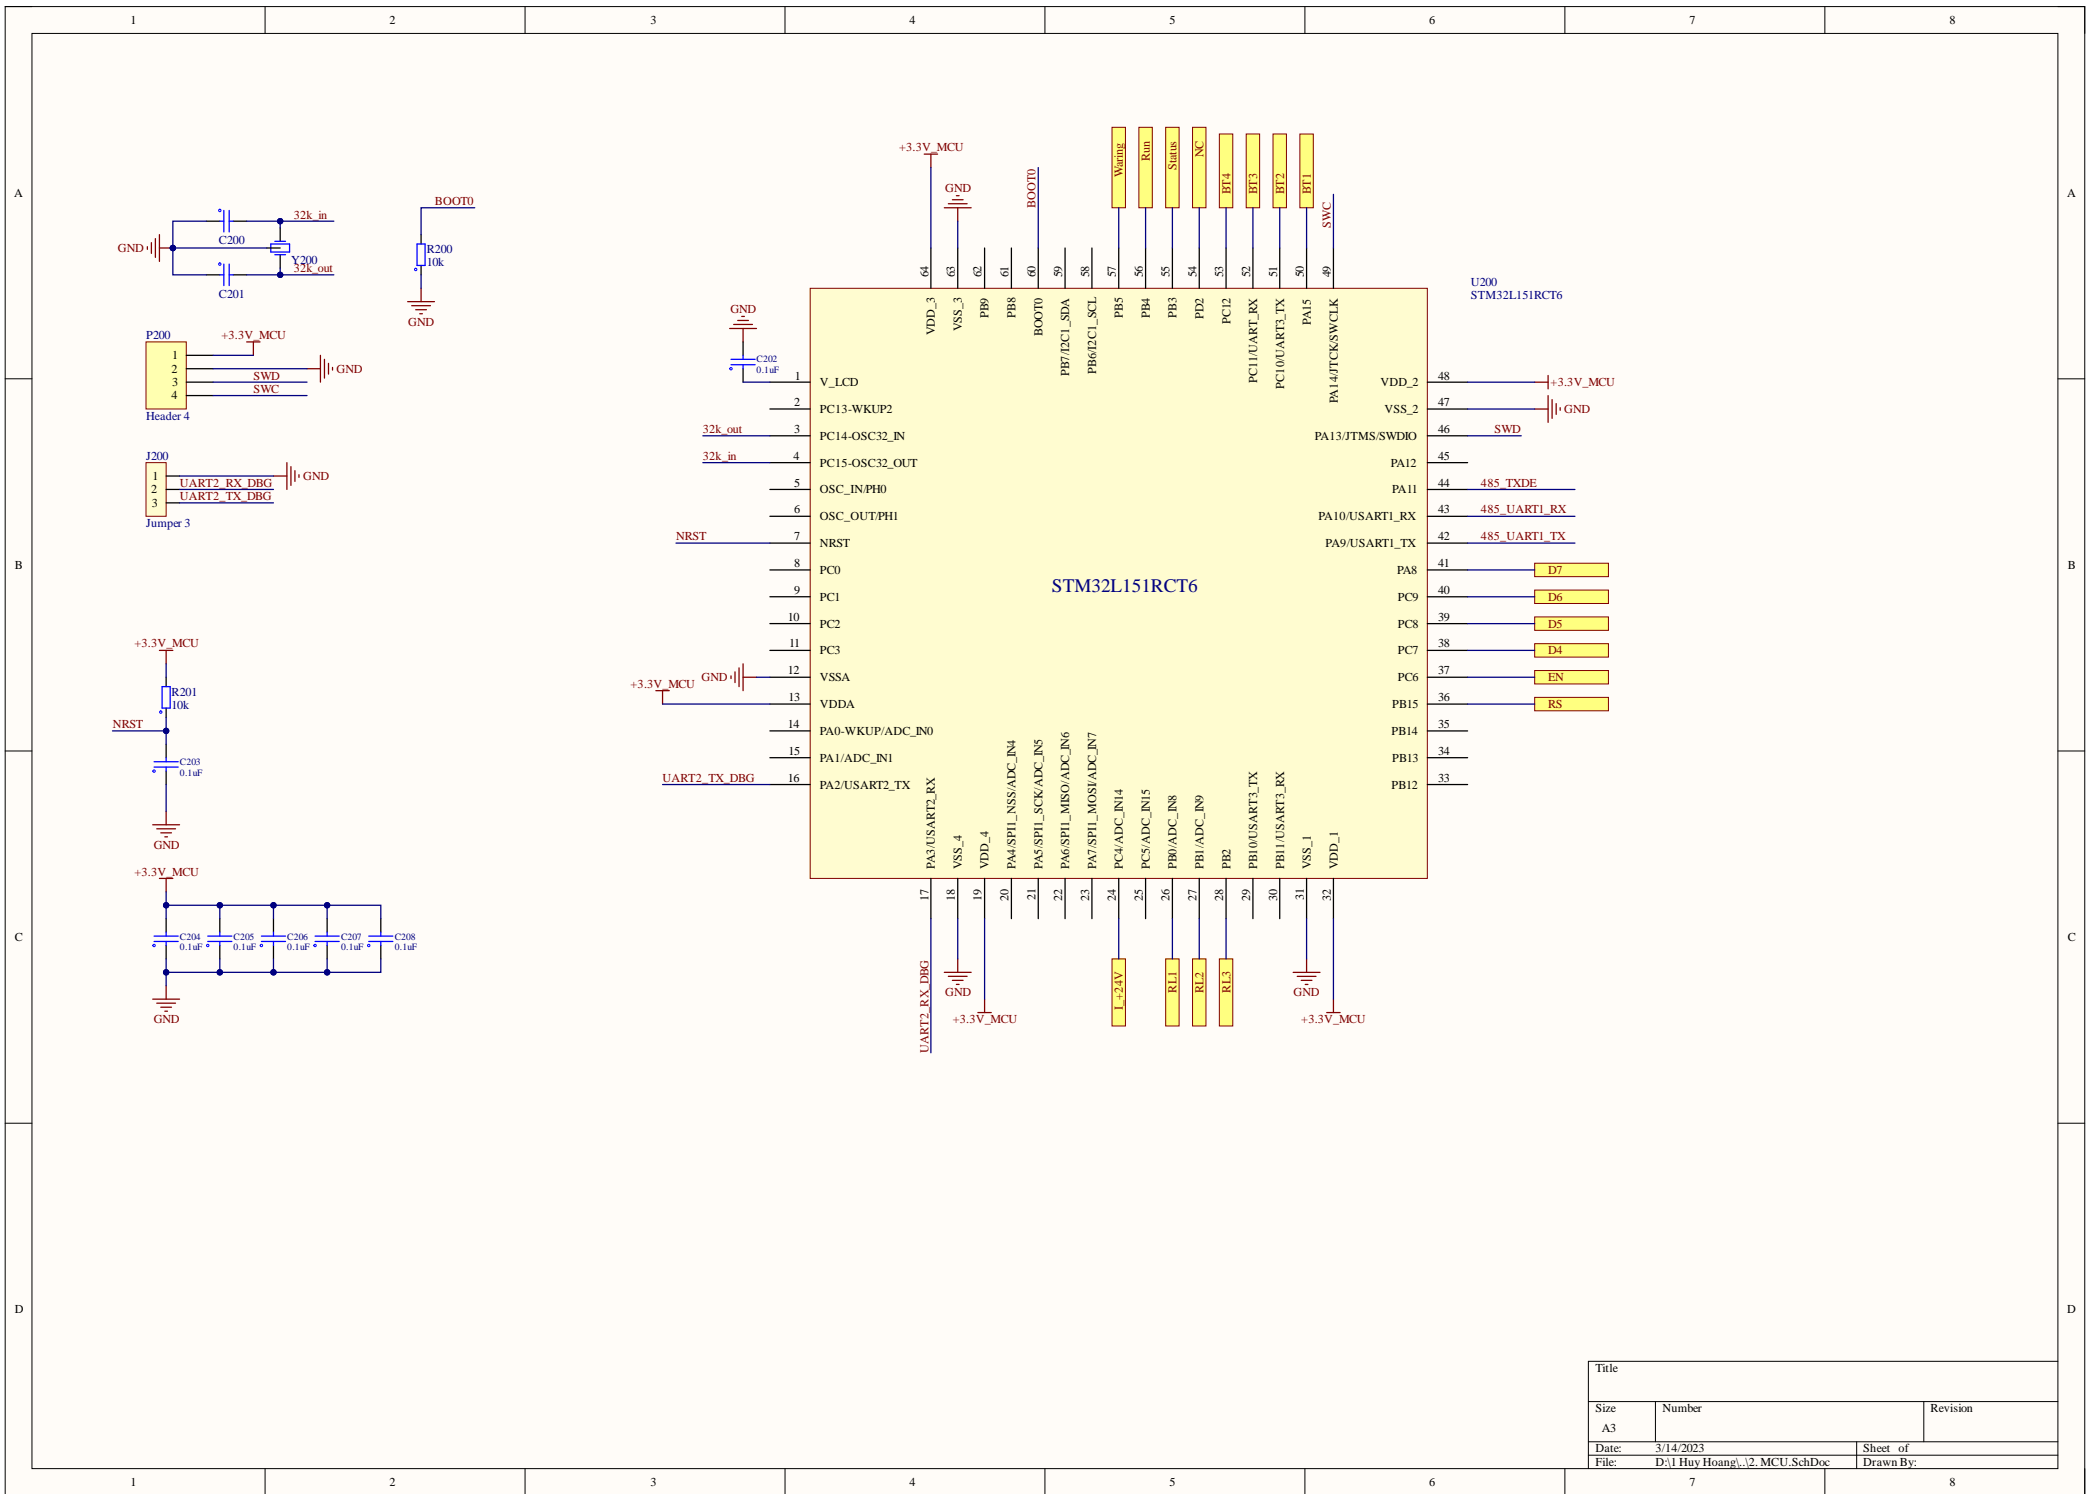 1 2 3 4 5 6 7 8
A
B
C
D
32k_in
C200
GND
Y200
32k_out
C201
BOOT0
R200
10k
GND
P200
+3.3V_MCU
1
2
GND
3
SWD
4
SWC
Header 4
J200
1
GND
2
UART2_RX_DBG
3
UART2_TX_DBG
Jumper 3
+3.3V_MCU
R201
10k
NRST
C203
0.1uF
GND
+3.3V_MCU
C204
0.1uF
C205
0.1uF
C206
0.1uF
C207
0.1uF
C208
0.1uF
GND
U200
STM32L151RCT6
STM32L151RCT6
+3.3V_MCU
64 VDD_3
GND
63 VSS_3
62 PB9
61 PB8
BOOT0
60 BOOT0
59 PB7/I2C1_SDA
58 PB6/I2C1_SCL
Waring
57 PB5
Run
56 PB4
Status
55 PB3
NC
54 PD2
BT4
53 PC12
BT3
52 PC11/UART_RX
BT2
51 PC10/UART3_TX
BT1
50 PA15
SWC
49 PA14/JTCK/SWCLK
GND
C202
0.1uF
1 V_LCD
2 PC13-WKUP2
32k_out 3 PC14-OSC32_IN
32k_in 4 PC15-OSC32_OUT
5 OSC_IN/PH0
6 OSC_OUT/PH1
NRST 7 NRST
8 PC0
9 PC1
10 PC2
11 PC3
GND 12 VSSA
+3.3V_MCU 13 VDDA
14 PA0-WKUP/ADC_IN0
15 PA1/ADC_IN1
UART2_TX_DBG 16 PA2/USART2_TX
VDD_2 48 +3.3V_MCU
VSS_2 47 GND
PA13/JTMS/SWDIO 46 SWD
PA12 45
PA11 44 485_TXDE
PA10/USART1_RX 43 485_UART1_RX
PA9/USART1_TX 42 485_UART1_TX
PA8 41 D7
PC9 40 D6
PC8 39 D5
PC7 38 D4
PC6 37 EN
PB15 36 RS
PB14 35
PB13 34
PB12 33
PA3/USART2_RX 17 UART2_RX_DBG
VSS_4 18 GND
VDD_4 19 +3.3V_MCU
PA4/SPI1_NSS/ADC_IN4 20
PA5/SPI1_SCK/ADC_IN5 21
PA6/SPI1_MISO/ADC_IN6 22
PA7/SPI1_MOSI/ADC_IN7 23
PC4/ADC_IN14 24 I_+24V
PC5/ADC_IN15 25
PB0/ADC_IN8 26 RL1
PB1/ADC_IN9 27 RL2
PB2 28 RL3
PB10/USART3_TX 29
PB11/USART3_RX 30
VSS_1 31 GND
VDD_1 32 +3.3V_MCU
A
B
C
D
Title
Size Number Revision
A3
Date: 3/14/2023 Sheet of
File: D:\1 Huy Hoang\..\2. MCU.SchDoc Drawn By:
1 2 3 4 5 6 7 8